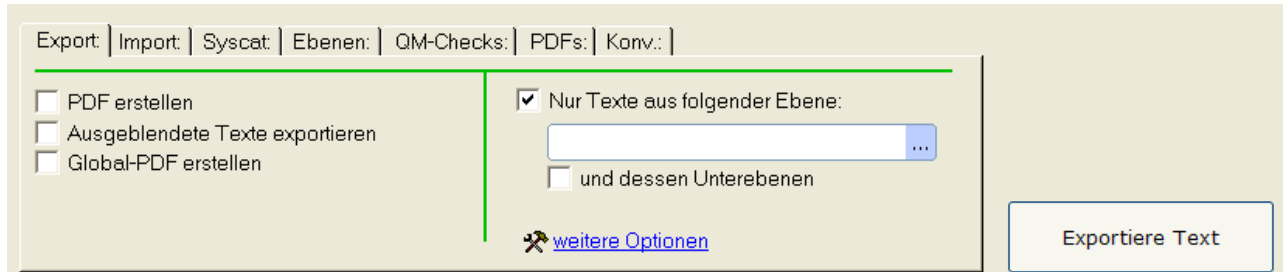 Export: Import: Syscat: Ebenen: QM-Checks: PDFs: Konv.:
PDF erstellen
Ausgeblendete Texte exportieren
Global-PDF erstellen
Nur Texte aus folgender Ebene:
...
und dessen Unterebenen
weitere Optionen
Exportiere Text